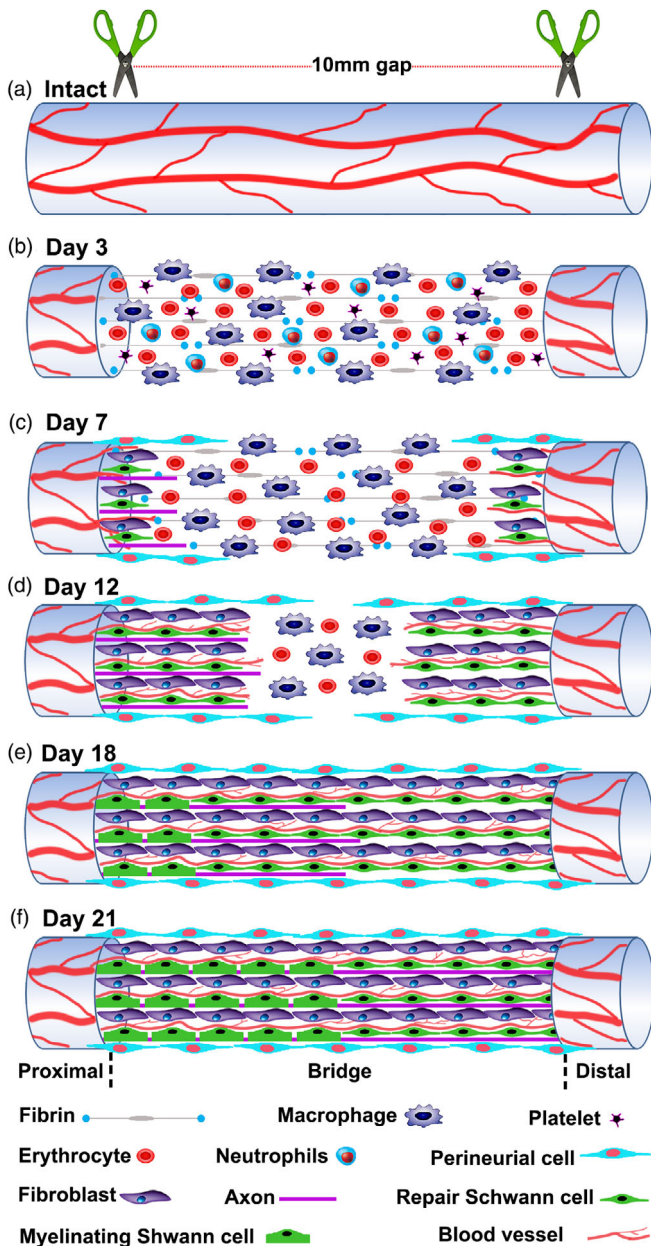 10mm gap
(a) Intact
(b) Day 3
(c) Day 7
(d) Day 12
(e) Day 18
(f) Day 21
Proximal Bridge Distal
Fibrin Macrophage Platelet
Erythrocyte Neutrophils Perineurial cell
Fibroblast Axon Repair Schwann cell
Myelinating Shwann cell Blood vessel